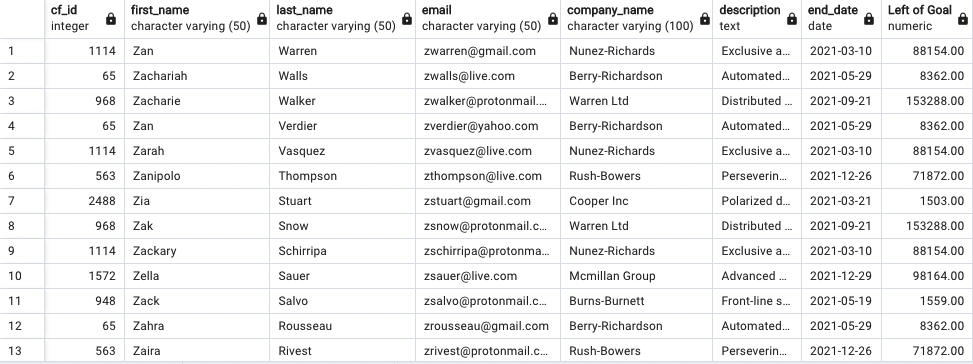 cf_id first_name last_name email company_name description end_date Left of Goal
integer character varying (50) character varying (50) character varying (50) character varying (100) text date numeric
1 1114 Zan Warren zwarren@gmail.com Nunez-Richards Exclusive a... 2021-03-10 88154.00
2 65 Zachariah Walls zwalls@live.com Berry-Richardson Automated... 2021-05-29 8362.00
3 968 Zacharie Walker zwalker@protonmail.... Warren Ltd Distributed ... 2021-09-21 153288.00
4 65 Zan Verdier zverdier@yahoo.com Berry-Richardson Automated... 2021-05-29 8362.00
5 1114 Zarah Vasquez zvasquez@live.com Nunez-Richards Exclusive a... 2021-03-10 88154.00
6 563 Zanipolo Thompson zthompson@live.com Rush-Bowers Perseverin... 2021-12-26 71872.00
7 2488 Zia Stuart zstuart@gmail.com Cooper Inc Polarized d... 2021-03-21 1503.00
8 968 Zak Snow zsnow@protonmail.c... Warren Ltd Distributed ... 2021-09-21 153288.00
9 1114 Zackary Schirripa zschirripa@protonma... Nunez-Richards Exclusive a... 2021-03-10 88154.00
10 1572 Zella Sauer zsauer@live.com Mcmillan Group Advanced ... 2021-12-29 98164.00
11 948 Zack Salvo zsalvo@protonmail.c... Burns-Burnett Front-line s... 2021-05-19 1559.00
12 65 Zahra Rousseau zrousseau@gmail.com Berry-Richardson Automated... 2021-05-29 8362.00
13 563 Zaira Rivest zrivest@protonmail.c... Rush-Bowers Perseverin... 2021-12-26 71872.00